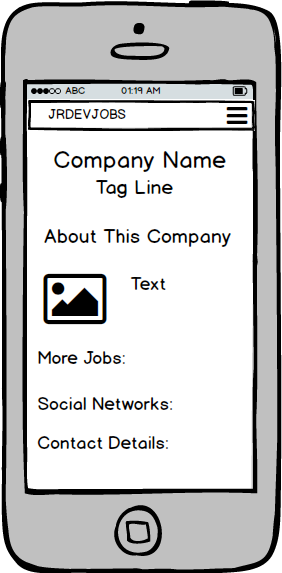 ABC 01:19 AM
JRDEVJOBS
Company Name
Tag Line
About This Company
Text
More Jobs:
Social Networks:
Contact Details: